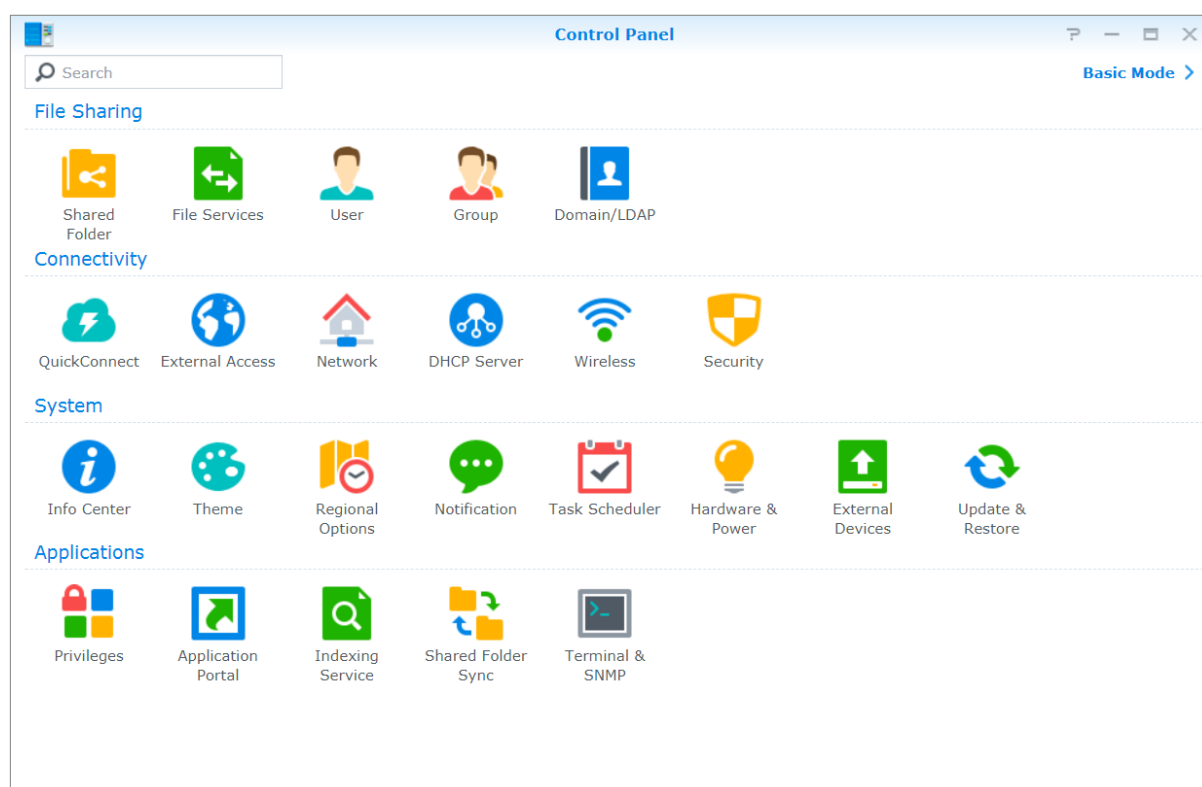 Control Panel
Search
Basic Mode
File Sharing
Shared
Folder
File Services
User
Group
Domain/LDAP
Connectivity
QuickConnect
External Access
Network
DHCP Server
Wireless
Security
System
Info Center
Theme
Regional
Options
Notification
Task Scheduler
Hardware &
Power
External
Devices
Update &
Restore
Applications
Privileges
Application
Portal
Indexing
Service
Shared Folder
Sync
Terminal &
SNMP